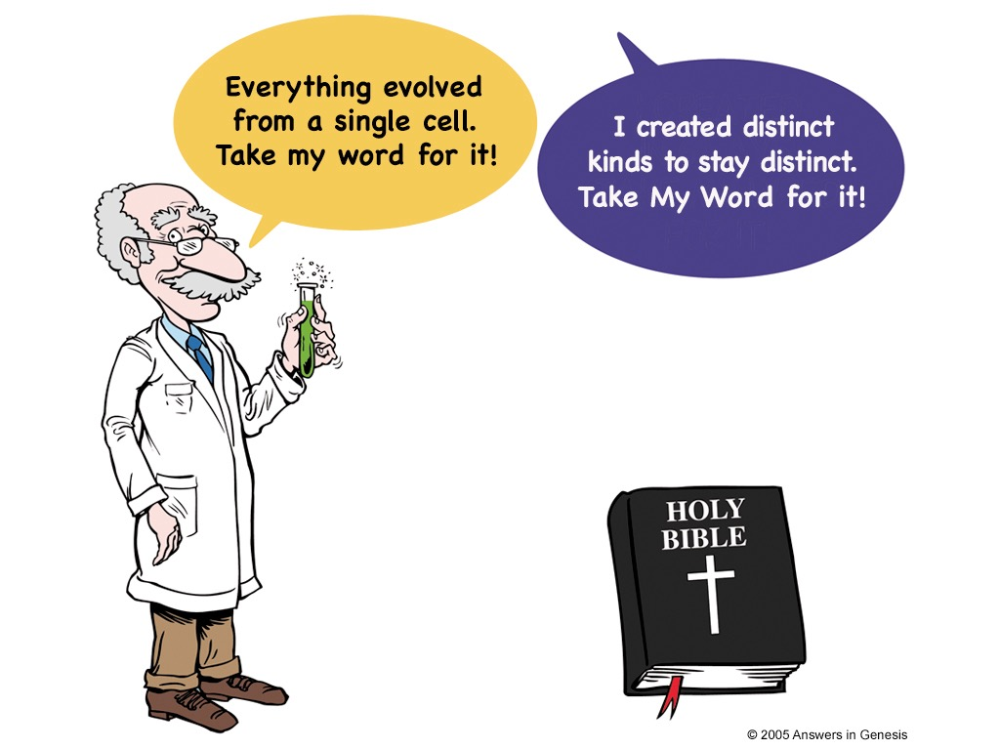 Everything evolved
from a single cell.
Take my word for it!
I created distinct
kinds to stay distinct.
Take My Word for it!
HOLY
BIBLE
© 2005 Answers in Genesis